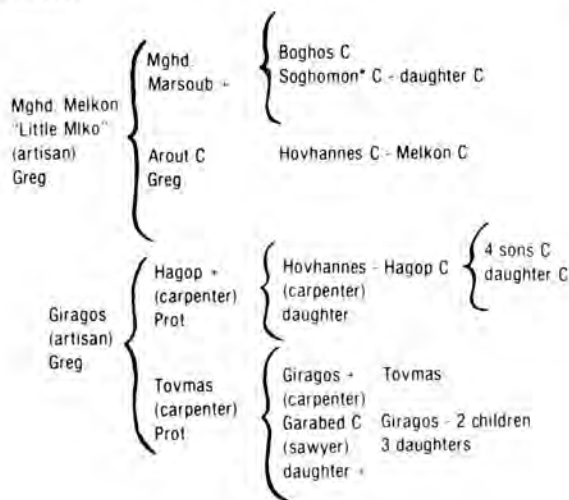 Mghd. Melkon
"Little Miko"
(artisan)
Greg
Mghd
Marsoub +
Boghos C
Soghomon* C - daughter C
Arout C
Greg
Hovhannes C - Melkon C
Giragos
(artisan)
Greg
Hagop +
(carpenter)
Prot
Hovhannes - Hagop C
(carpenter)
daughter
4 sons C
daughter C
Tovmas
(carpenter)
Prot
Giragos + Tovmas
(carpenter)
Garabed C Giragos - 2 children
(sawyer) 3 daughters
daughter +